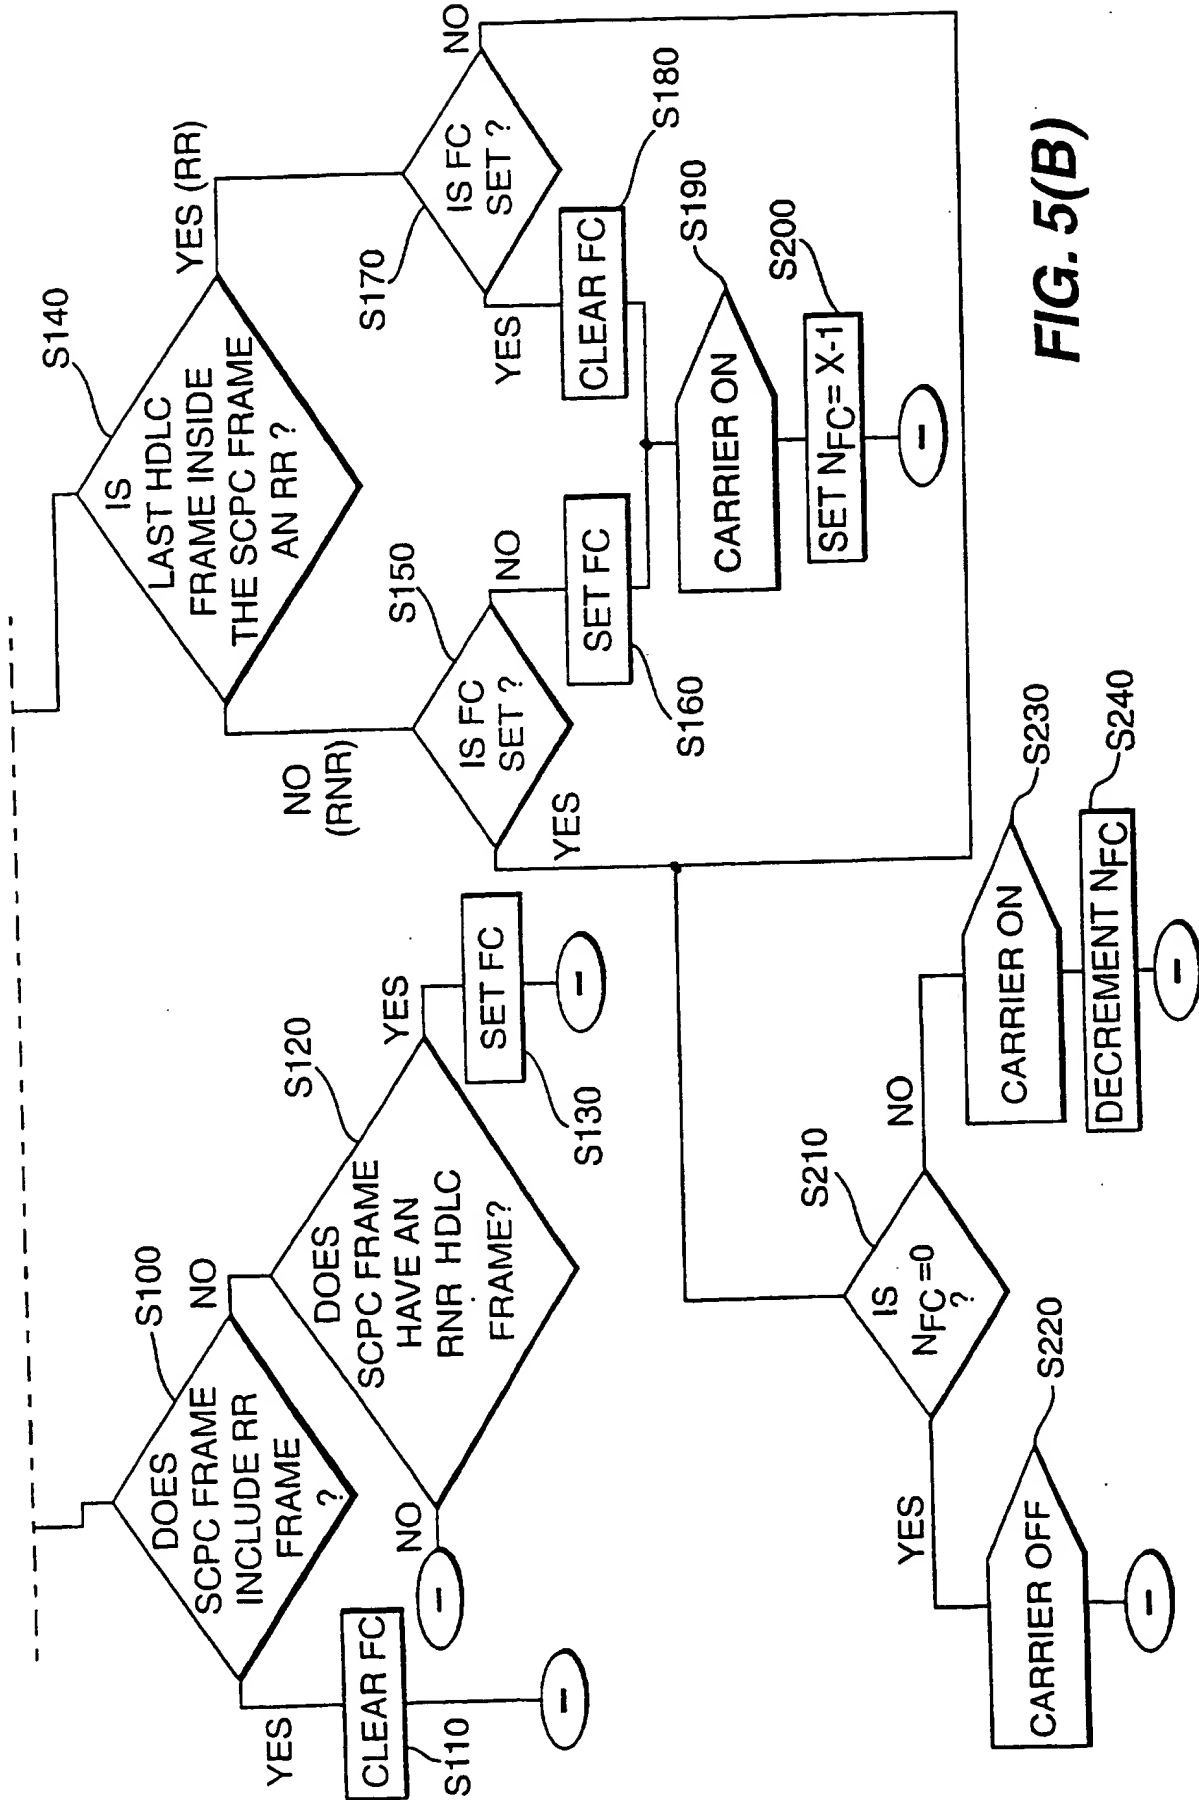 S100
DOES
SCPC FRAME
INCLUDE RR
FRAME
?
YES
NO
CLEAR FC
S110
-
S120
DOES
SCPC FRAME
HAVE AN
RNR HDLC
FRAME?
NO
-
YES
SET FC
S130
-
S140
IS
LAST HDLC
FRAME INSIDE
THE SCPC FRAME
AN RR ?
NO
(RNR)
YES (RR)
S150
IS FC
SET ?
YES
NO
SET FC
S160
S170
IS FC
SET ?
YES
NO
CLEAR FC
S180
CARRIER ON
S190
SET NFC= X-1
S200
-
S210
IS
NFC=0
?
YES
NO
CARRIER OFF
S220
-
CARRIER ON
S230
DECREMENT NFC
S240
-
FIG. 5(B)